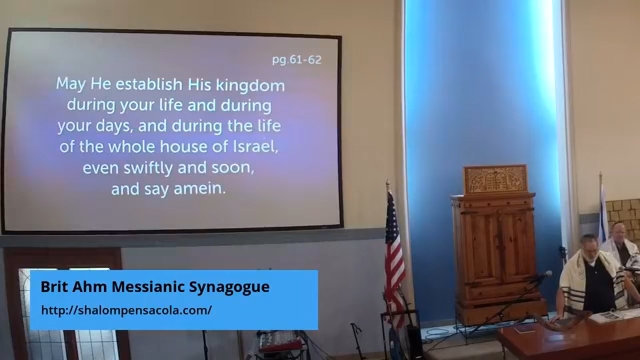 pg.61-62
May He establish His kingdom
during your life and during
your days, and during the life
of the whole house of Israel,
even swiftly and soon,
and say amein.
Brit Ahm Messianic Synagogue
http://shalompensacola.com/